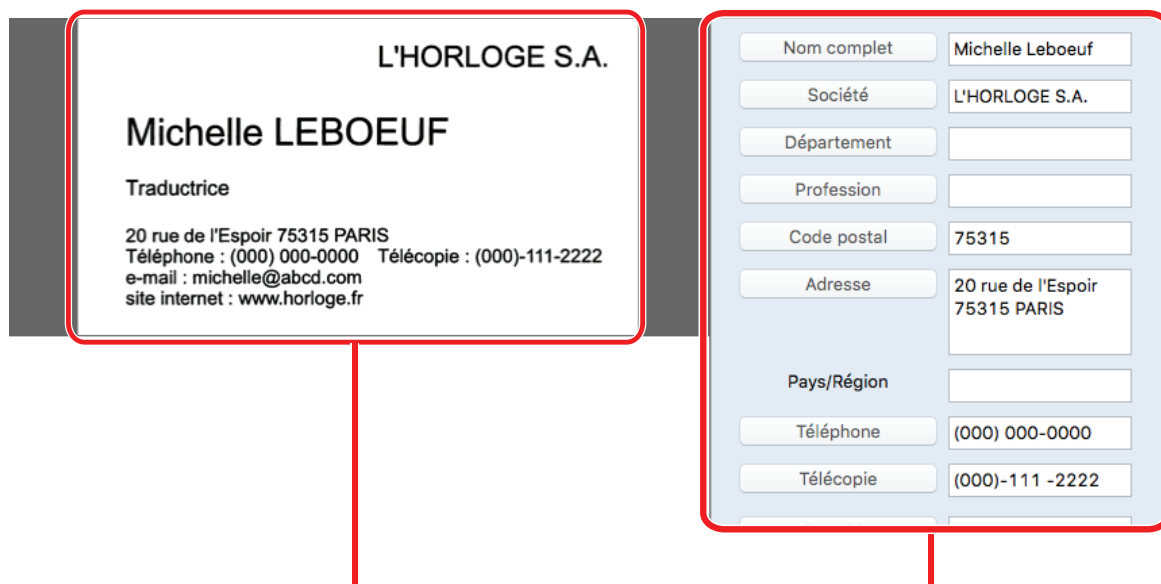 L'HORLOGE S.A.
Michelle LEBOEUF
Traductrice
20 rue de l'Espoir 75315 PARIS
Téléphone : (000) 000-0000 Télécopie : (000)-111-2222
e-mail : michelle@abcd.com
site internet : www.horloge.fr
Nom complet Michelle Leboeuf
Société L'HORLOGE S.A.
Département
Profession
Code postal 75315
Adresse 20 rue de l'Espoir
75315 PARIS
Pays/Région
Téléphone (000) 000-0000
Télécopie (000)-111 -2222